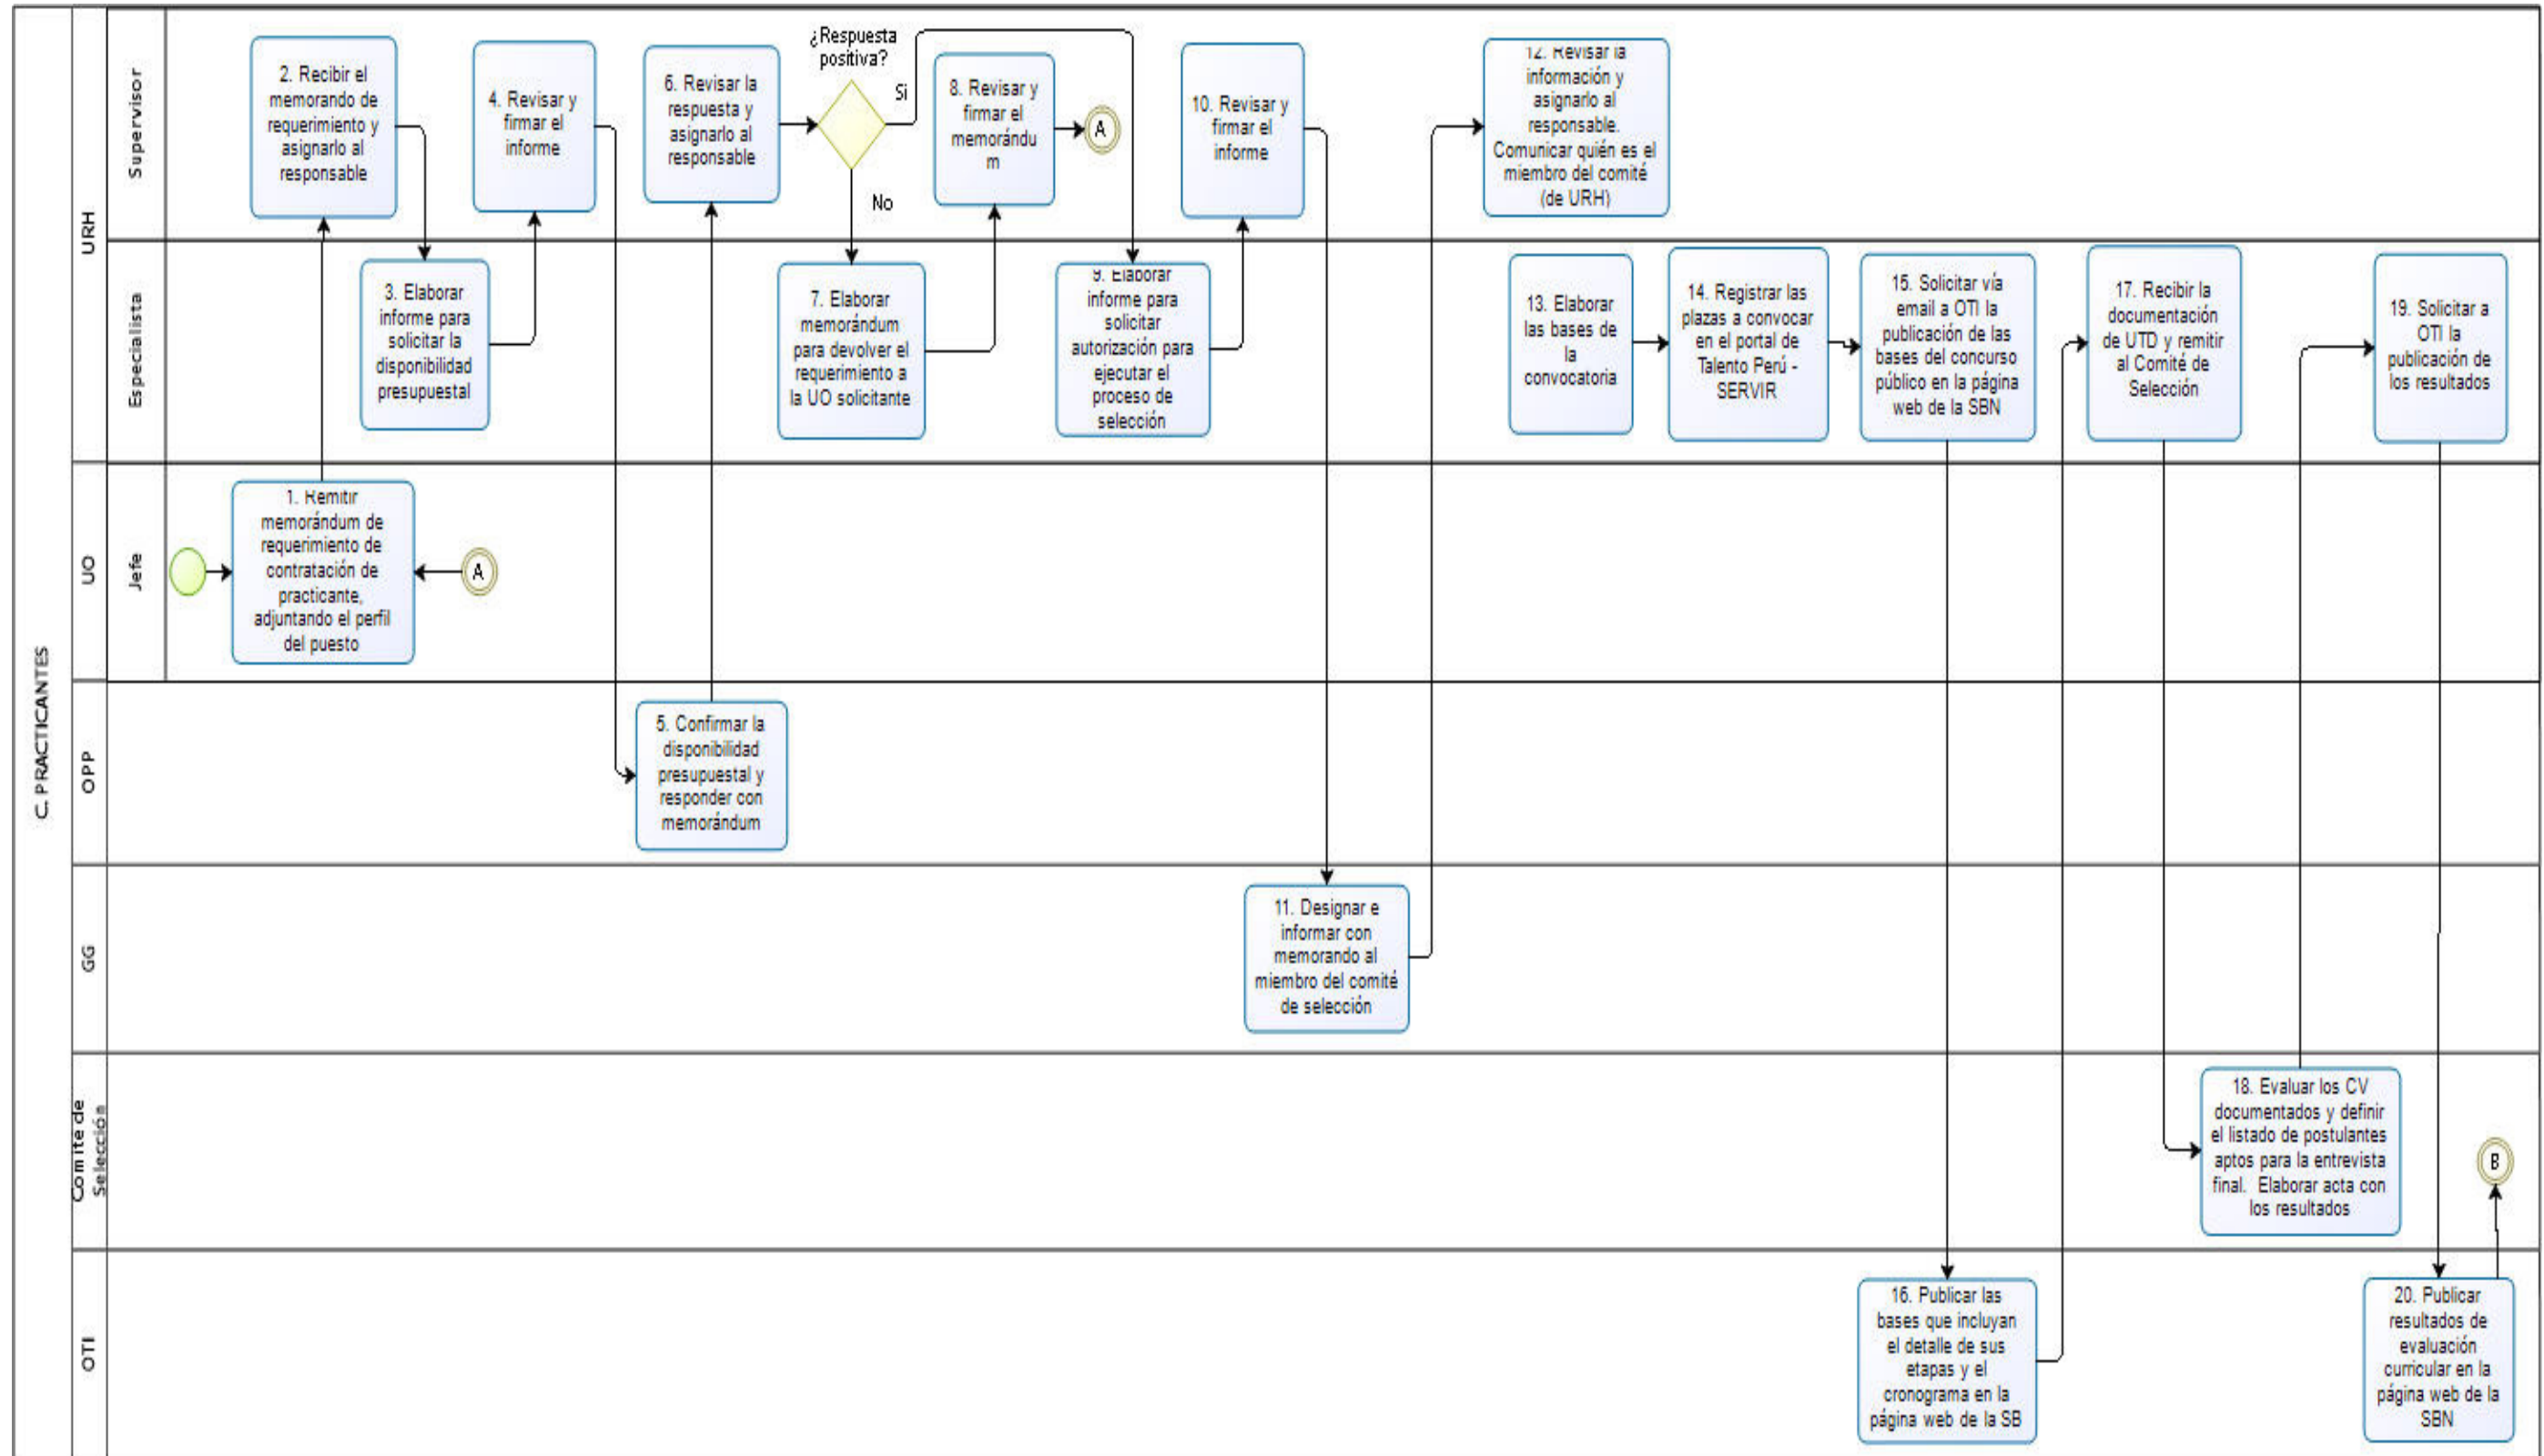 C. PRACTICANTES
URH
Supervisor
2. Recibir el
memorando de
requerimiento y
asignarlo al
responsable
4. Revisar y
firmar el
informe
6. Revisar la
respuesta y
asignarlo al
responsable
¿Respuesta
positiva?
Si
No
8. Revisar y
firmar el
memorándu
m
A
10. Revisar y
firmar el
informe
12. Revisar la
información y
asignarlo al
responsable.
Comunicar quién es el
miembro del comité
(de URH)
Especialista
3. Elaborar
informe para
solicitar la
disponibilidad
presupuestal
7. Elaborar
memorándum
para devolver el
requerimiento a
la UO solicitante
9. Elaborar
informe para
solicitar
autorización para
ejecutar el
proceso de
selección
13. Elaborar
las bases de
la
convocatoria
14. Registrar las
plazas a convocar
en el portal de
Talento Perú -
SERVIR
15. Solicitar vía
email a OTI la
publicación de las
bases del concurso
público en la página
web de la SBN
17. Recibir la
documentación
de UTD y remitir
al Comité de
Selección
19. Solicitar a
OTI la
publicación de
los resultados
UO
Jefe
1. Remitir
memorándum de
requerimiento de
contratación de
practicante,
adjuntando el perfil
del puesto
A
OPP
5. Confirmar la
disponibilidad
presupuestal y
responder con
memorándum
GG
11. Designar e
informar con
memorando al
miembro del comité
de selección
Comité de
Selección
18. Evaluar los CV
documentados y definir
el listado de postulantes
aptos para la entrevista
final. Elaborar acta con
los resultados
B
OTI
16. Publicar las
bases que incluyan
el detalle de sus
etapas y el
cronograma en la
página web de la SB
20. Publicar
resultados de
evaluación
curricular en la
página web de la
SBN